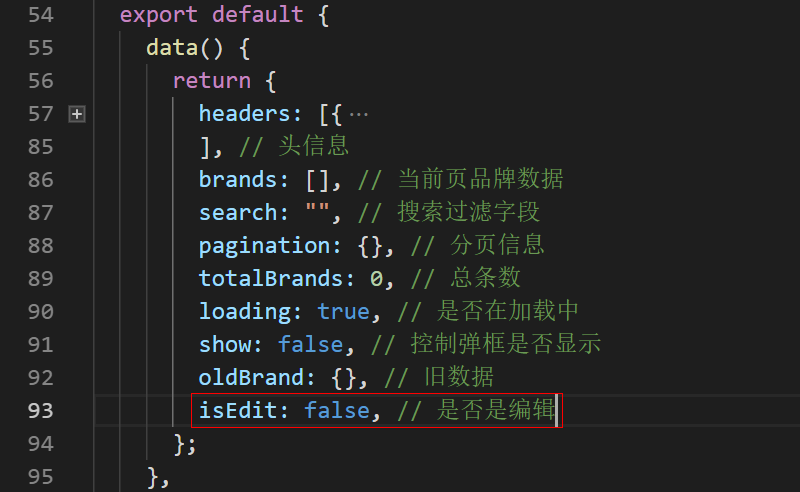 54 export default {
55 data() {
56 return {
57 headers: [{ ···
85 ], // 头信息
86 brands: [], // 当前页品牌数据
87 search: "", // 搜索过滤字段
88 pagination: {}, // 分页信息
89 totalBrands: 0, // 总条数
90 loading: true, // 是否在加载中
91 show: false, // 控制弹框是否显示
92 oldBrand: {}, // 旧数据
93 isEdit: false, // 是否是编辑
94 };
95 },